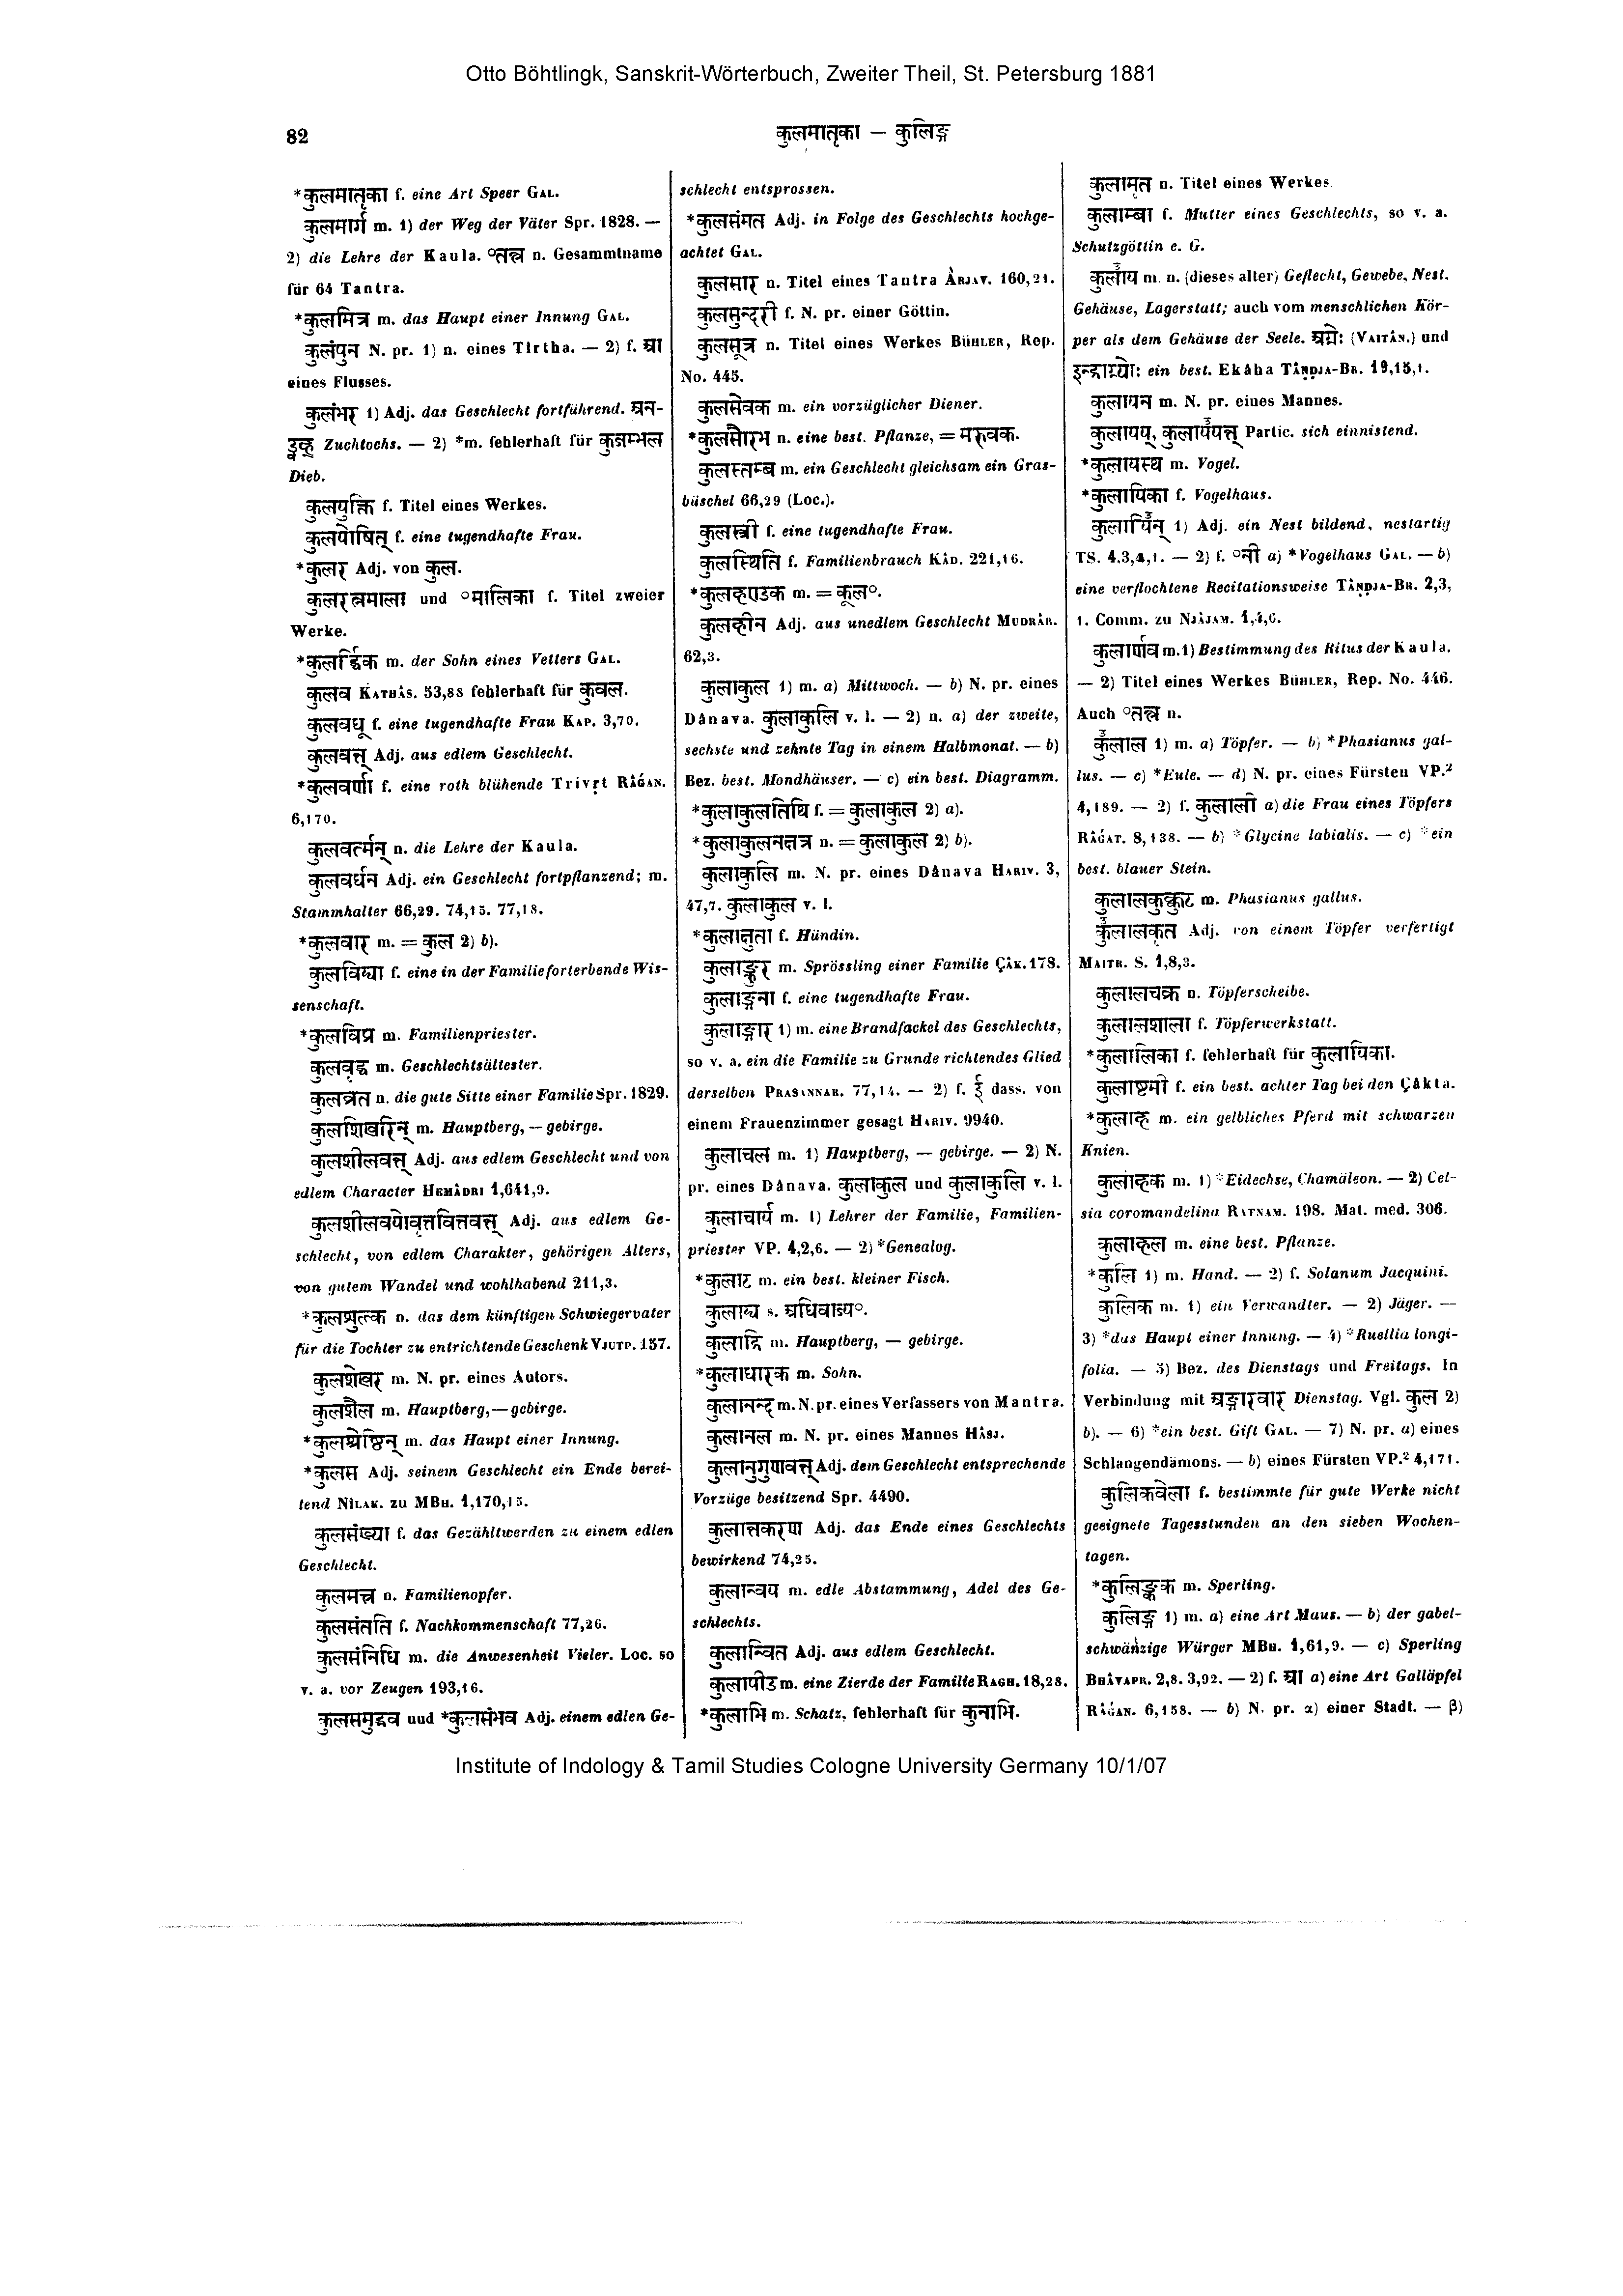 Otto Böhtlingk, Sanskrit-Wörterbuch, Zweiter Theil, St. Petersburg 1881
82
कुलमातृका — कुलिङ्ग
*कुलमातृका f. eine Art Speer GAL.
कुलमार्ग m. 1) der Weg der Väter Spr. 1828. —
2) die Lehre der Kaula. °तन्त्र n. Gesammtname
für 64 Tantra.
*कुलमित्र m. das Haupt einer Innung GAL.
कुलंपुन N. pr. 1) n. eines Tîrtha. — 2) f. आ
eines Flusses.
कुलंभर 1) Adj. das Geschlecht fortführend. अन-
डुह् Zuchtochs. — 2) *m. fehlerhaft für कुजम्भल
Dieb.
कुलयुक्ति f. Titel eines Werkes.
कुलयोषित् f. eine tugendhafte Frau.
*कुलर Adj. von कुल.
कुलरत्नमाला und °मालिका f. Titel zweier
Werke.
*कुलर्द्धिक m. der Sohn eines Vetters GAL.
कुलव KATHÂS. 53,88 fehlerhaft für कुवल.
कुलवधू f. eine tugendhafte Frau KAP. 3,70.
कुलवत्त् Adj. aus edlem Geschlecht.
*कुलवर्णा f. eine roth blühende Trivṛt RÂǴAN.
6,170.
कुलवर्त्मन् n. die Lehre der Kaula.
कुलवर्धन Adj. ein Geschlecht fortpflanzend; m.
Stammhalter 66,29. 74,15. 77,18.
*कुलवार m. = कुल 2) b).
कुलविद्या f. eine in der Familie forterbende Wis-
senschaft.
*कुलविप्र m. Familienpriester.
कुलवृद्ध m. Geschlechtsältester.
कुलव्रत n. die gute Sitte einer Familie Spr. 1829.
कुलशिखरिन् m. Hauptberg, — gebirge.
कुलशीलवत्त् Adj. aus edlem Geschlecht und von
edlem Character HEMÂDRI 1,641,9.
कुलशीलवयोवृत्तवित्तवत्त् Adj. aus edlem Ge-
schlecht, von edlem Charakter, gehörigen Alters,
von gutem Wandel und wohlhabend 211,3.
*कुलशुल्क n. das dem künftigen Schwiegervater
für die Tochter zu entrichtende Geschenk VJUTP. 137.
कुलशेखर m. N. pr. eines Autors.
कुलशैल m. Hauptberg, — gebirge.
*कुलश्रेष्ठिन् m. das Haupt einer Innung.
*कुलस Adj. seinem Geschlecht ein Ende berei-
tend NÎLAK. zu MBH. 1,170,15.
कुलसंख्या f. das Gezähltwerden zu einem edlen
Geschlecht.
कुलसत्त्र n. Familienopfer.
कुलसंतति f. Nachkommenschaft 77,26.
कुलसंनिधि m. die Anwesenheit Vieler. Loc. so
v. a. vor Zeugen 193,16.
कुलसमुद्भव und *कुलसंभव Adj. einem edlen Ge-
schlecht entsprossen.
*कुलसंमत Adj. in Folge des Geschlechts hochge-
achtet GAL.
कुलसार n. Titel eines Tantra ÂRJAV. 160,21.
कुलसुन्दरी f. N. pr. einer Göttin.
कुलसूत्र n. Titel eines Werkes BÜHLER, Rep.
No. 445.
कुलसेवक m. ein vorzüglicher Diener.
*कुलसौरभ n. eine best. Pflanze, = मरुवक.
कुलस्तम्ब m. ein Geschlecht gleichsam ein Gras-
büschel 66,29 (Loc.).
कुलस्त्री f. eine tugendhafte Frau.
कुलस्थिति f. Familienbrauch KÂD. 221,16.
*कुलहण्डक m. = कूल°.
कुलहीन Adj. aus unedlem Geschlecht MUDRÂR.
62,3.
कुलाकुल 1) m. a) Mittwoch. — b) N. pr. eines
Dânava. कुलाकुलि v. l. — 2) n. a) der zweite,
sechste und zehnte Tag in einem Halbmonat. — b)
Bez. best. Mondhäuser. — c) ein best. Diagramm.
*कुलाकुलतिथि f. = कुलाकुल 2) a).
*कुलाकुलनक्षत्र n. = कुलाकुल 2) b).
कुलाकुलि m. N. pr. eines Dânava HARIV. 3,
47,7. कुलाकुल v. l.
*कुलाक्षुता f. Hündin.
कुलाङ्कुर m. Sprössling einer Familie ÇÂK. 178.
कुलाङ्गना f. eine tugendhafte Frau.
कुलाङ्गार 1) m. eine Brandfackel des Geschlechts,
so v. a. ein die Familie zu Grunde richtendes Glied
derselben PRASANNAR. 77,14. — 2) f. ई dass. von
einem Frauenzimmer gesagt HARIV. 9940.
कुलाचल m. 1) Hauptberg, — gebirge. — 2) N.
pr. eines Dânava. कुलाकुल und कुलाकुलि v. l.
कुलाचार्य m. 1) Lehrer der Familie, Familien-
priester VP. 4,2,6. — 2) *Genealog.
*कुलाट m. ein best. kleiner Fisch.
कुलाढ्य s. अधिवाज्य°.
कुलाद्रि m. Hauptberg, — gebirge.
*कुलाधारक m. Sohn.
कुलानन्द m. N. pr. eines Verfassers von Mantra.
कुलानल m. N. pr. eines Mannes HÂSJ.
कुलानुगुणवत्त् Adj. dem Geschlecht entsprechende
Vorzüge besitzend Spr. 4490.
कुलान्तकरण Adj. das Ende eines Geschlechts
bewirkend 74,25.
कुलान्वय m. edle Abstammung, Adel des Ge-
schlechts.
कुलान्वित Adj. aus edlem Geschlecht.
कुलापीड m. eine Zierde der Familie RAGH. 18,28.
*कुलाभि m. Schatz, fehlerhaft für कुनाभि.
कुलामृत n. Titel eines Werkes.
कुलाम्बा f. Mutter eines Geschlechts, so v. a.
Schutzgöttin e. G.
कुलाय m. n. (dieses älter) Geflecht, Gewebe, Nest.
Gehäuse, Lagerstatt; auch vom menschlichen Kör-
per als dem Gehäuse der Seele. अग्नेः (VAITÂN.) und
इन्द्राग्न्योः ein best. Ekâha TÂṆḌJA-BR. 19,15,1.
कुलायन m. N. pr. eines Mannes.
कुलायय्, कुलाययत्त् Partic. sich einnistend.
*कुलायस्थ m. Vogel.
*कुलायिका f. Vogelhaus.
कुलायिन् 1) Adj. ein Nest bildend, nestartig
TS. 4,3,4,1. — 2) f. °नी a) *Vogelhaus GAL. — b)
eine verflochtene Recitationsweise TÂṆḌJA-BR. 2,3,
1. Comm. zu NJÂJAM. 1,4,6.
कुलार्णव m. 1) Bestimmung des Ritus der Kaula.
— 2) Titel eines Werkes BÜHLER, Rep. No. 446.
Auch °तन्त्र n.
कुलाल 1) m. a) Töpfer. — b) *Phasianus gal-
lus. — c) *Eule. — d) N. pr. eines Fürsten VP.²
4,189. — 2) f. कुलाली a) die Frau eines Töpfers
RÂǴAT. 8,138. — b) *Glycine labialis. — c) *ein
best. blauer Stein.
कुलालकुक्कुट m. Phasianus gallus.
कुलालकृत Adj. von einem Töpfer verfertigt
MAITR. S. 1,8,3.
कुलालचक्र n. Töpferscheibe.
कुलालशाला f. Töpferwerkstatt.
*कुलालिका f. fehlerhaft für कुलायिका.
कुलाष्टमी f. ein best. achter Tag bei den Çâkta.
*कुलाह m. ein gelbliches Pferd mit schwarzen
Knien.
कुलाहक m. 1) *Eidechse, Chamäleon. — 2) Cel-
sia coromandelina RATNAM. 198. Mat. med. 306.
कुलाहल m. eine best. Pflanze.
*कुलि 1) m. Hand. — 2) f. Solanum Jacquini.
कुलिक m. 1) ein Verwandter. — 2) Jäger. —
3) *das Haupt einer Innung. — 4) *Ruellia longi-
folia. — 5) Bez. des Dienstags und Freitags. In
Verbindung mit अङ्गारवार Dienstag. Vgl. कुल 2)
b). — 6) *ein best. Gift GAL. — 7) N. pr. a) eines
Schlangendämons. — b) eines Fürsten VP.² 4,171.
कुलिकवेला f. bestimmte für gute Werke nicht
geeignete Tagesstunden an den sieben Wochen-
tagen.
*कुलिङ्कक m. Sperling.
कुलिङ्ग 1) m. a) eine Art Maus. — b) der gabel-
schwänzige Würger MBH. 1,61,9. — c) Sperling
BHÂVAPR. 2,8. 3,92. — 2) f. आ a) eine Art Galläpfel
RÂǴAN. 6,158. — b) N. pr. α) einer Stadt. — β)
Institute of Indology & Tamil Studies Cologne University Germany 10/1/07